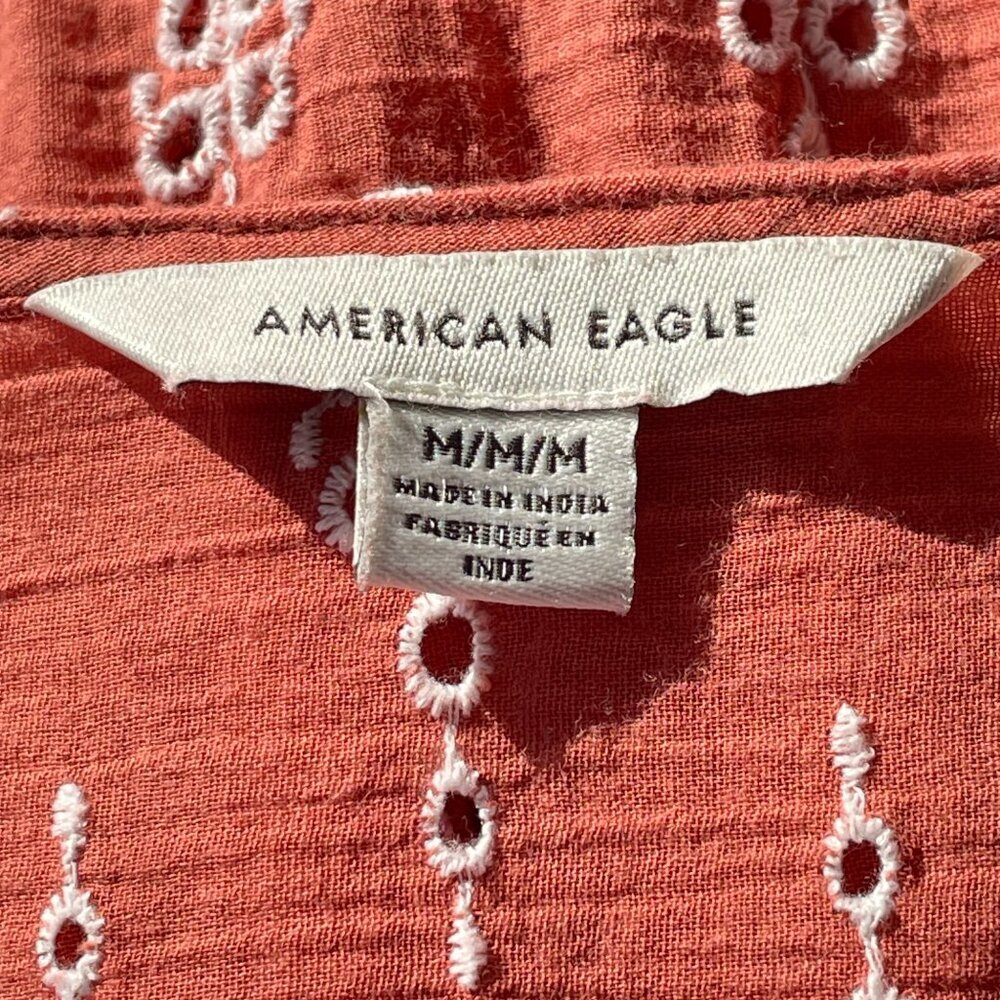 AMERICAN EAGLE
M/M/M
MADE IN INDIA
FABRIQUÉ EN
INDE